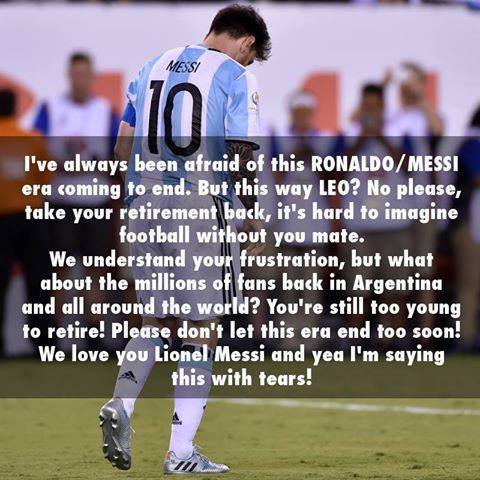 MESSI
10
I've always been afraid of this RONALDO/MESSI
era coming to end. But this way LEO? No please,
take your retirement back, it's hard to imagine
football without you mate.
We understand your frustration, but what
about the millions of fans back in Argentina
and all around the world? You're still too young
to retire! Please don't let this era end too soon!
We love you Lionel Messi and yea I'm saying
this with tears!